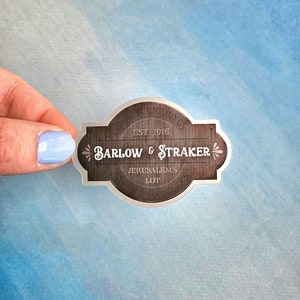 EST. 1976
BARLOW & STRAKER
JERUSALEM'S
LOT